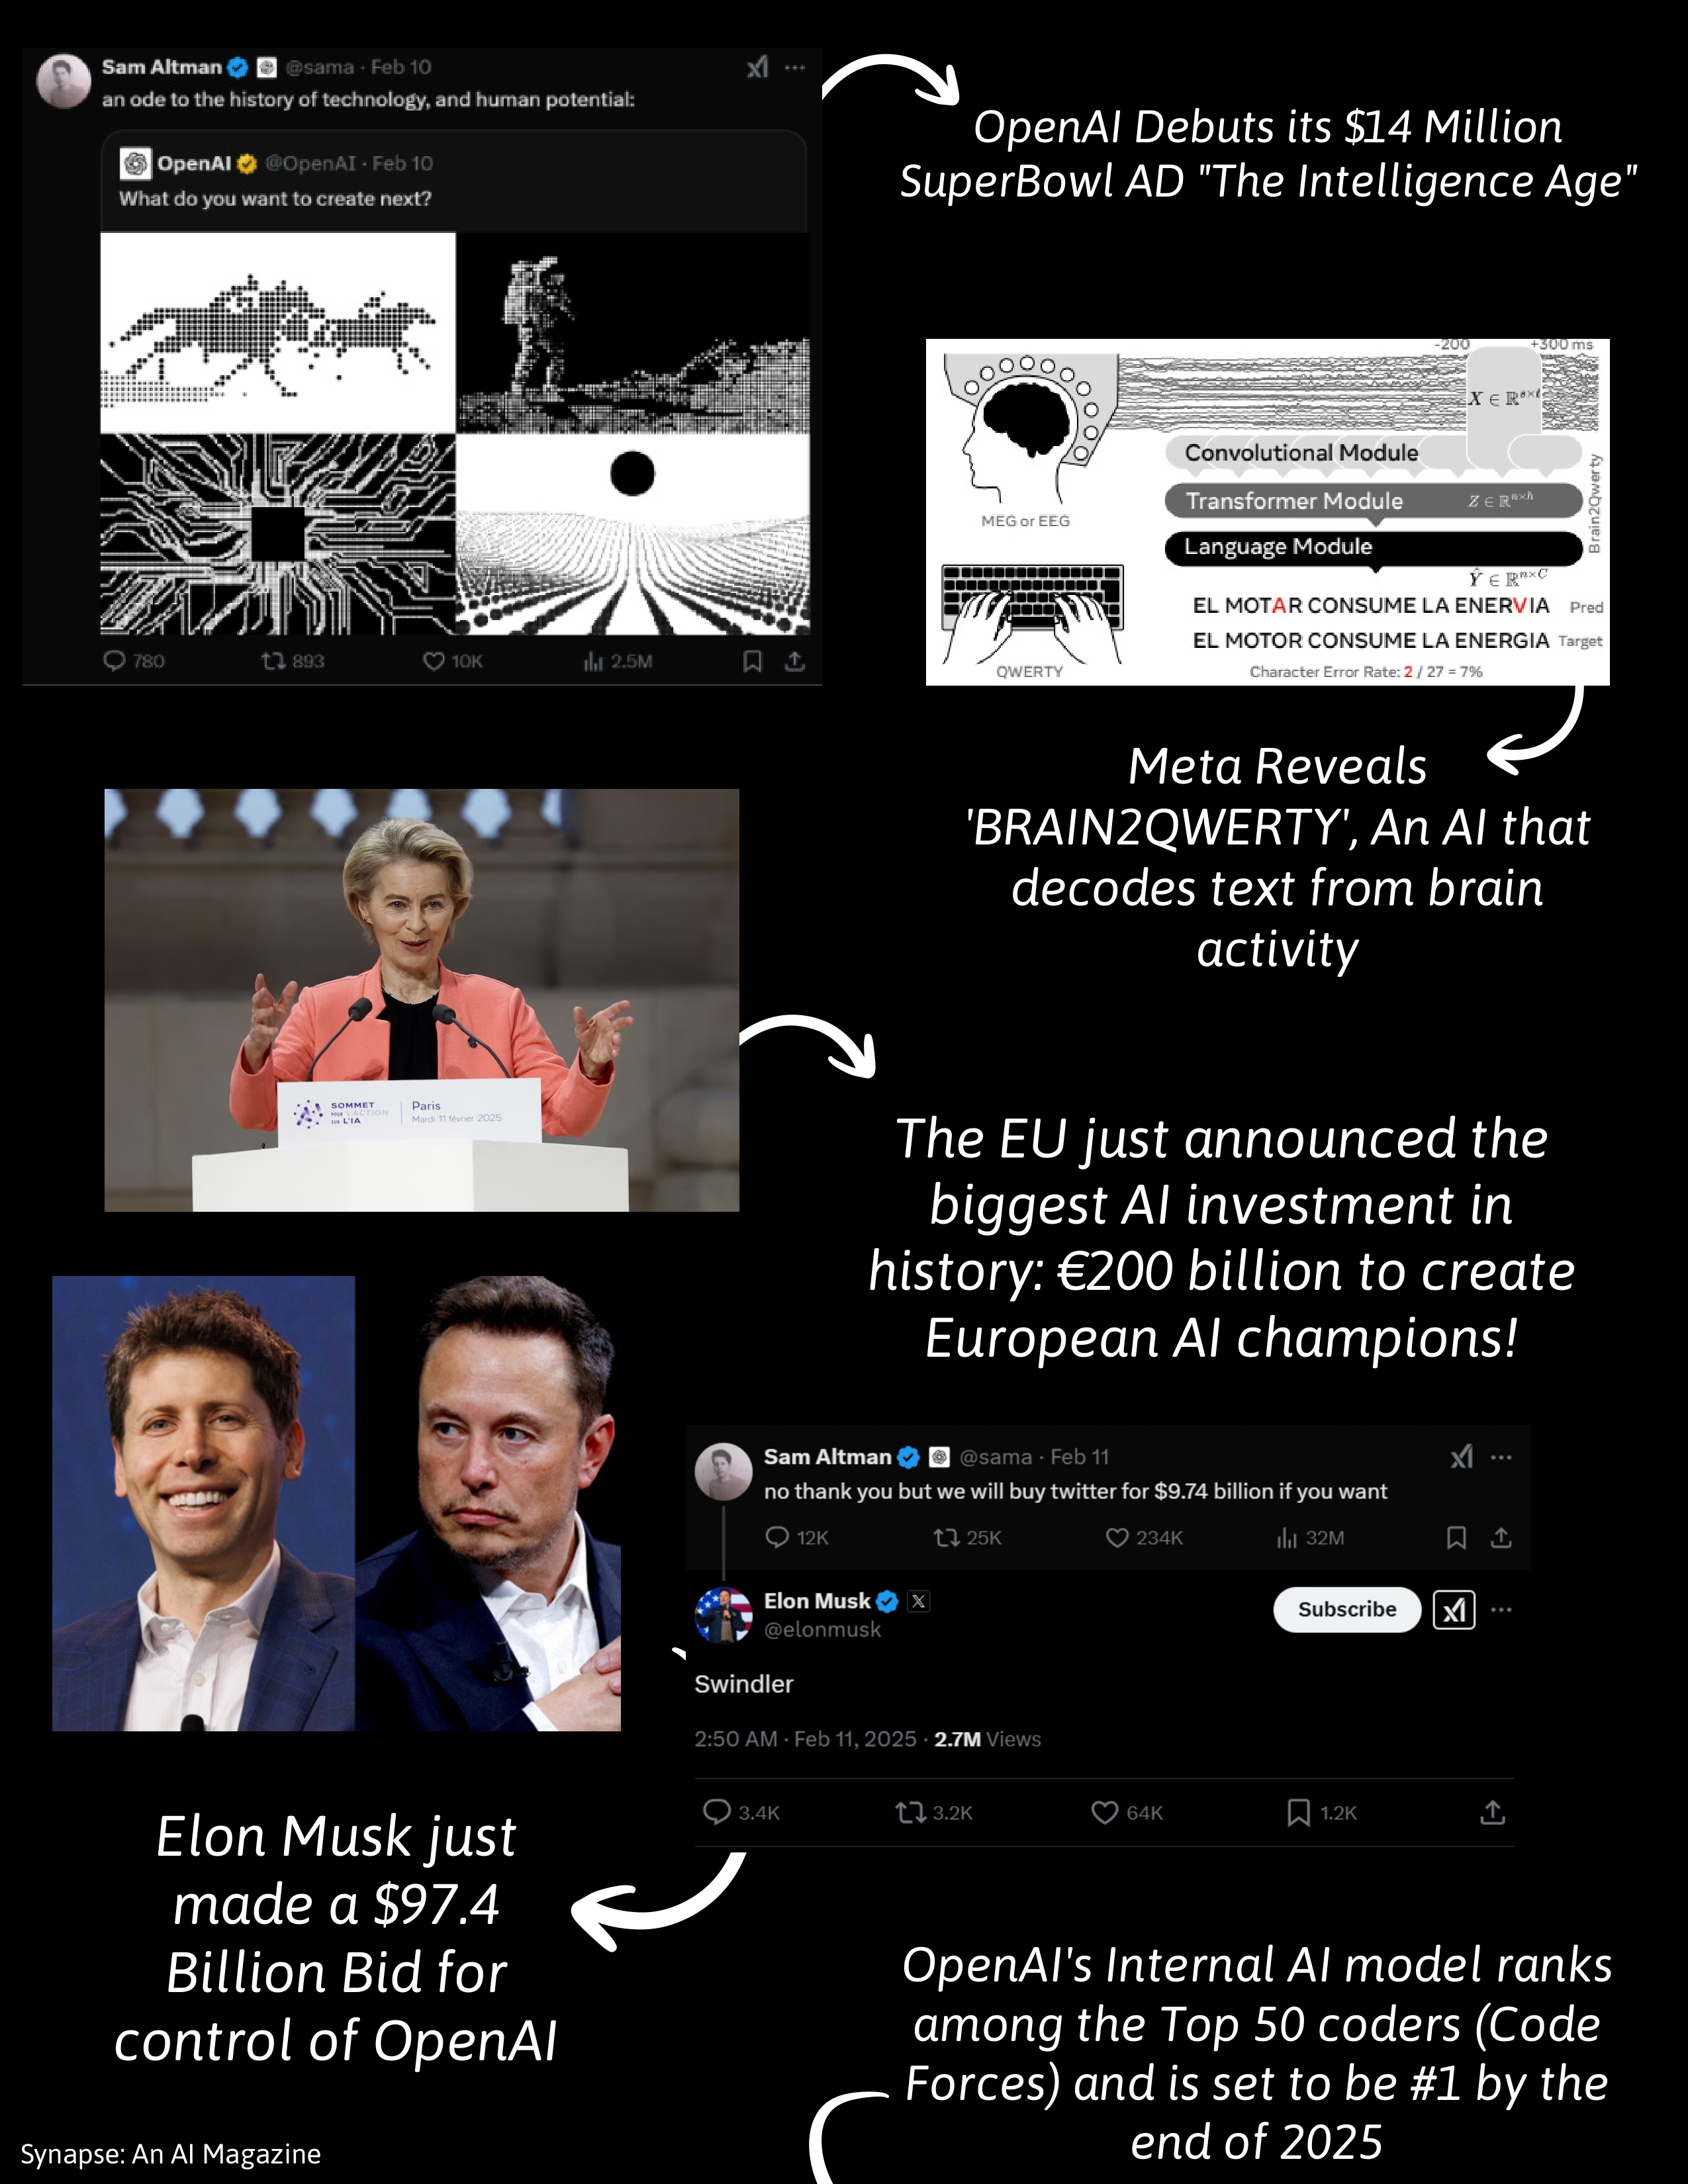 Sam Altman @sama · Feb 10
an ode to the history of technology, and human potential:
OpenAI @OpenAI · Feb 10
What do you want to create next?
780 893 10K 2.5M
OpenAI Debuts its $14 Million
SuperBowl AD "The Intelligence Age"
-200 +300 ms
X ∈ ℝˢˣᵗ
Convolutional Module
Transformer Module Z ∈ ℝⁿˣʰ
Language Module
Ŷ ∈ ℝⁿˣC
Brain2Qwerty
MEG or EEG
EL MOTAR CONSUME LA ENERVIA Pred
EL MOTOR CONSUME LA ENERGIA Target
QWERTY
Character Error Rate: 2 / 27 = 7%
Meta Reveals
'BRAIN2QWERTY', An AI that
decodes text from brain
activity
SOMMET
POUR L'ACTION
SUR L'IA
Paris
Mardi 11 février 2025
The EU just announced the
biggest AI investment in
history: €200 billion to create
European AI champions!
Sam Altman @sama · Feb 11
no thank you but we will buy twitter for $9.74 billion if you want
12K 25K 234K 32M
Elon Musk
@elonmusk
Subscribe
Swindler
2:50 AM · Feb 11, 2025 · 2.7M Views
3.4K 3.2K 64K 1.2K
Elon Musk just
made a $97.4
Billion Bid for
control of OpenAI
OpenAI's Internal AI model ranks
among the Top 50 coders (Code
Forces) and is set to be #1 by the
end of 2025
Synapse: An AI Magazine